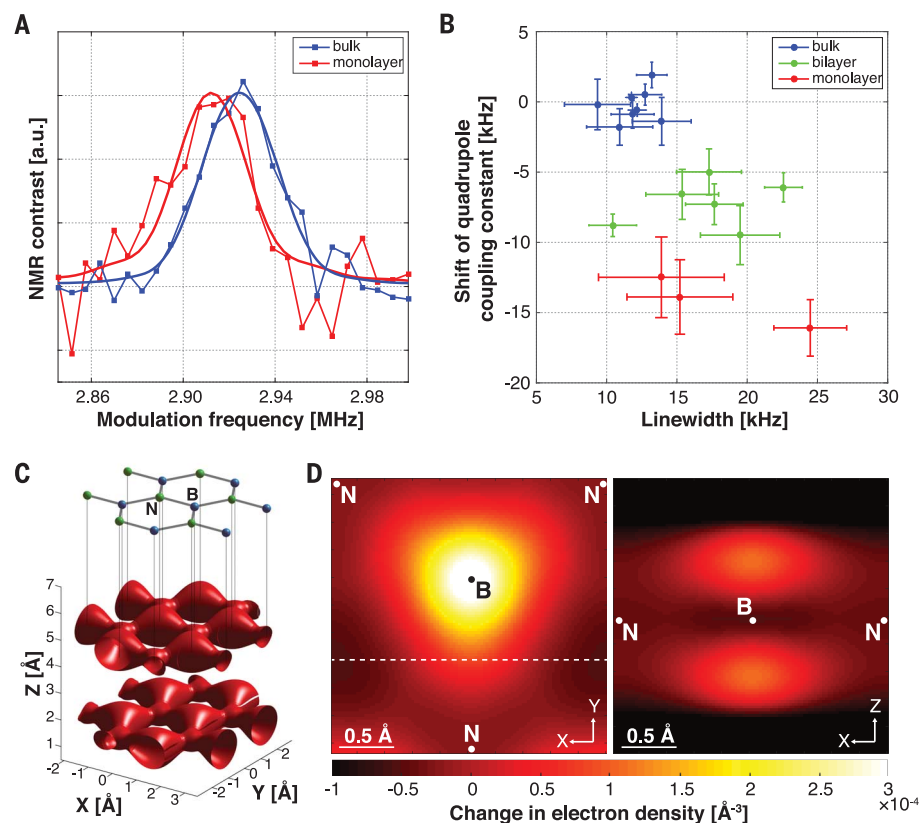 A
bulk
monolayer
NMR contrast [a.u.]
2.86 2.90 2.94 2.98
Modulation frequency [MHz]
B
bulk
bilayer
monolayer
Shift of quadrupole
coupling constant [kHz]
5
0
-5
-10
-15
-20
5 10 15 20 25 30
Linewidth [kHz]
C
N B
7
6
5
4
3
2
1
Z [Å]
-2 -1 0 1 2 3
X [Å]
-2 -1 0 1 2
Y [Å]
D
N N
B
N
0.5 Å
X Y
B
N N
0.5 Å
X Z
-1 -0.5 0 0.5 1 1.5 2 2.5 3
×10⁻⁴
Change in electron density [Å⁻³]